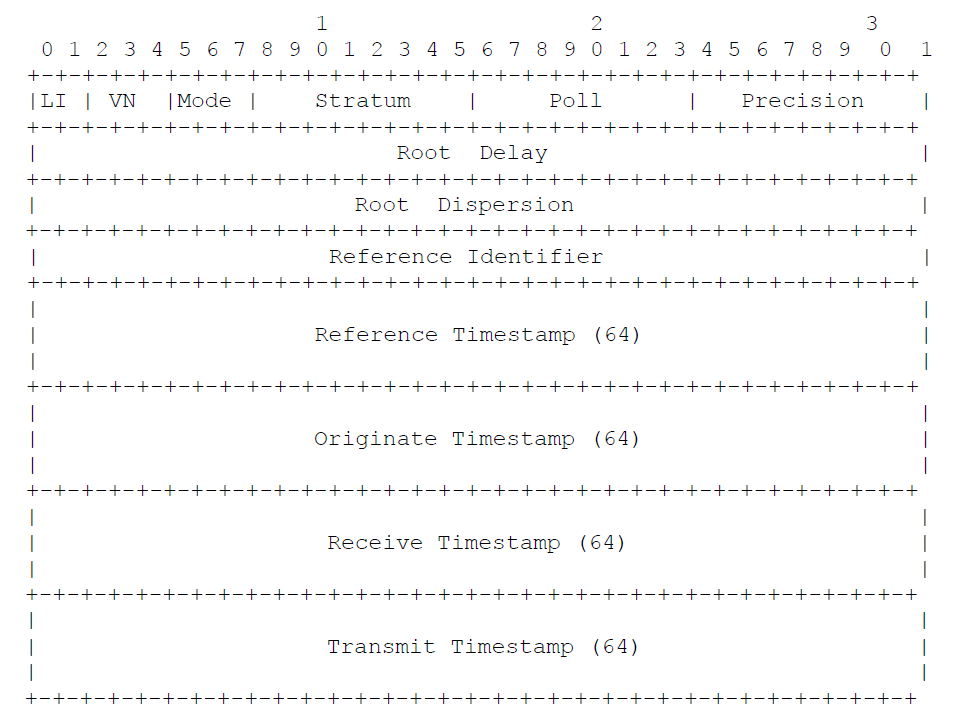 1                   2                   3
 0 1 2 3 4 5 6 7 8 9 0 1 2 3 4 5 6 7 8 9 0 1 2 3 4 5 6 7 8 9 0 1
+-+-+-+-+-+-+-+-+-+-+-+-+-+-+-+-+-+-+-+-+-+-+-+-+-+-+-+-+-+-+-+-+
|LI | VN  |Mode |    Stratum    |     Poll      |   Precision    |
+-+-+-+-+-+-+-+-+-+-+-+-+-+-+-+-+-+-+-+-+-+-+-+-+-+-+-+-+-+-+-+-+
|                          Root  Delay                           |
+-+-+-+-+-+-+-+-+-+-+-+-+-+-+-+-+-+-+-+-+-+-+-+-+-+-+-+-+-+-+-+-+
|                       Root  Dispersion                         |
+-+-+-+-+-+-+-+-+-+-+-+-+-+-+-+-+-+-+-+-+-+-+-+-+-+-+-+-+-+-+-+-+
|                     Reference Identifier                       |
+-+-+-+-+-+-+-+-+-+-+-+-+-+-+-+-+-+-+-+-+-+-+-+-+-+-+-+-+-+-+-+-+
|                                                                |
|                    Reference Timestamp (64)                    |
|                                                                |
+-+-+-+-+-+-+-+-+-+-+-+-+-+-+-+-+-+-+-+-+-+-+-+-+-+-+-+-+-+-+-+-+
|                                                                |
|                    Originate Timestamp (64)                    |
|                                                                |
+-+-+-+-+-+-+-+-+-+-+-+-+-+-+-+-+-+-+-+-+-+-+-+-+-+-+-+-+-+-+-+-+
|                                                                |
|                     Receive Timestamp (64)                     |
|                                                                |
+-+-+-+-+-+-+-+-+-+-+-+-+-+-+-+-+-+-+-+-+-+-+-+-+-+-+-+-+-+-+-+-+
|                                                                |
|                     Transmit Timestamp (64)                    |
|                                                                |
+-+-+-+-+-+-+-+-+-+-+-+-+-+-+-+-+-+-+-+-+-+-+-+-+-+-+-+-+-+-+-+-+